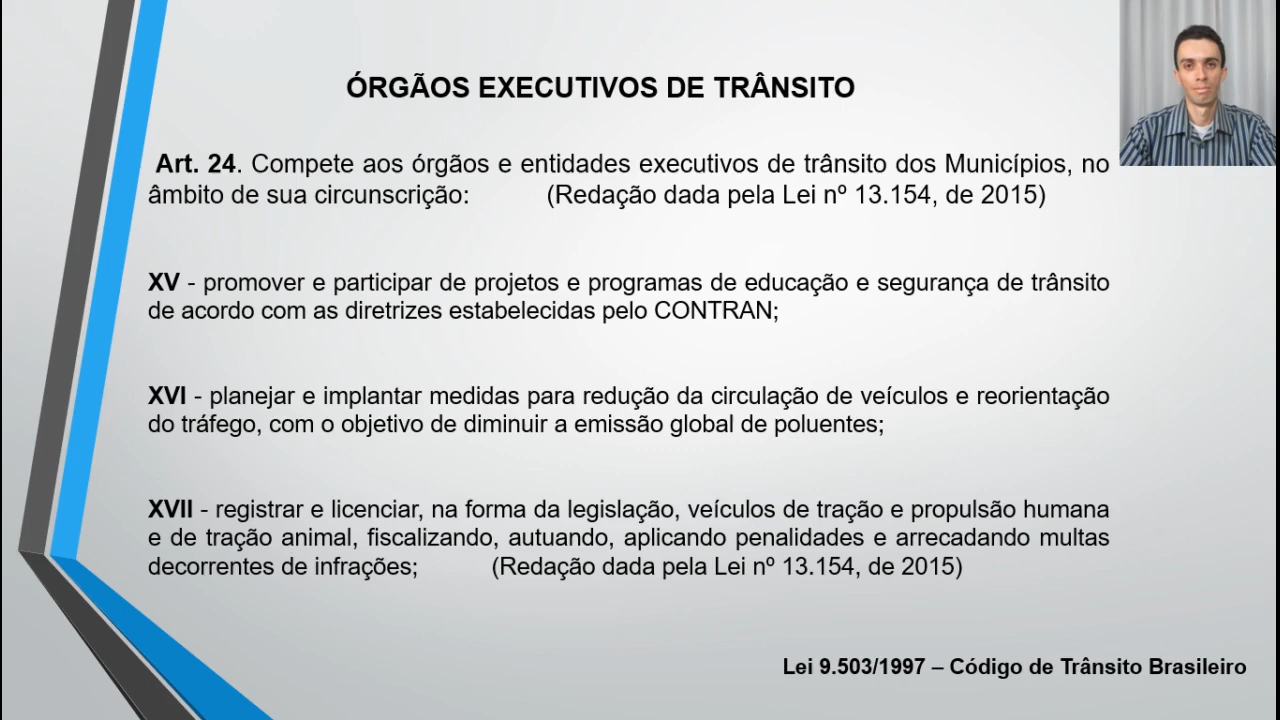 ÓRGÃOS EXECUTIVOS DE TRÂNSITO
Art. 24. Compete aos órgãos e entidades executivos de trânsito dos Municípios, no
âmbito de sua circunscrição: (Redação dada pela Lei nº 13.154, de 2015)
XV - promover e participar de projetos e programas de educação e segurança de trânsito
de acordo com as diretrizes estabelecidas pelo CONTRAN;
XVI - planejar e implantar medidas para redução da circulação de veículos e reorientação
do tráfego, com o objetivo de diminuir a emissão global de poluentes;
XVII - registrar e licenciar, na forma da legislação, veículos de tração e propulsão humana
e de tração animal, fiscalizando, autuando, aplicando penalidades e arrecadando multas
decorrentes de infrações; (Redação dada pela Lei nº 13.154, de 2015)
Lei 9.503/1997 – Código de Trânsito Brasileiro